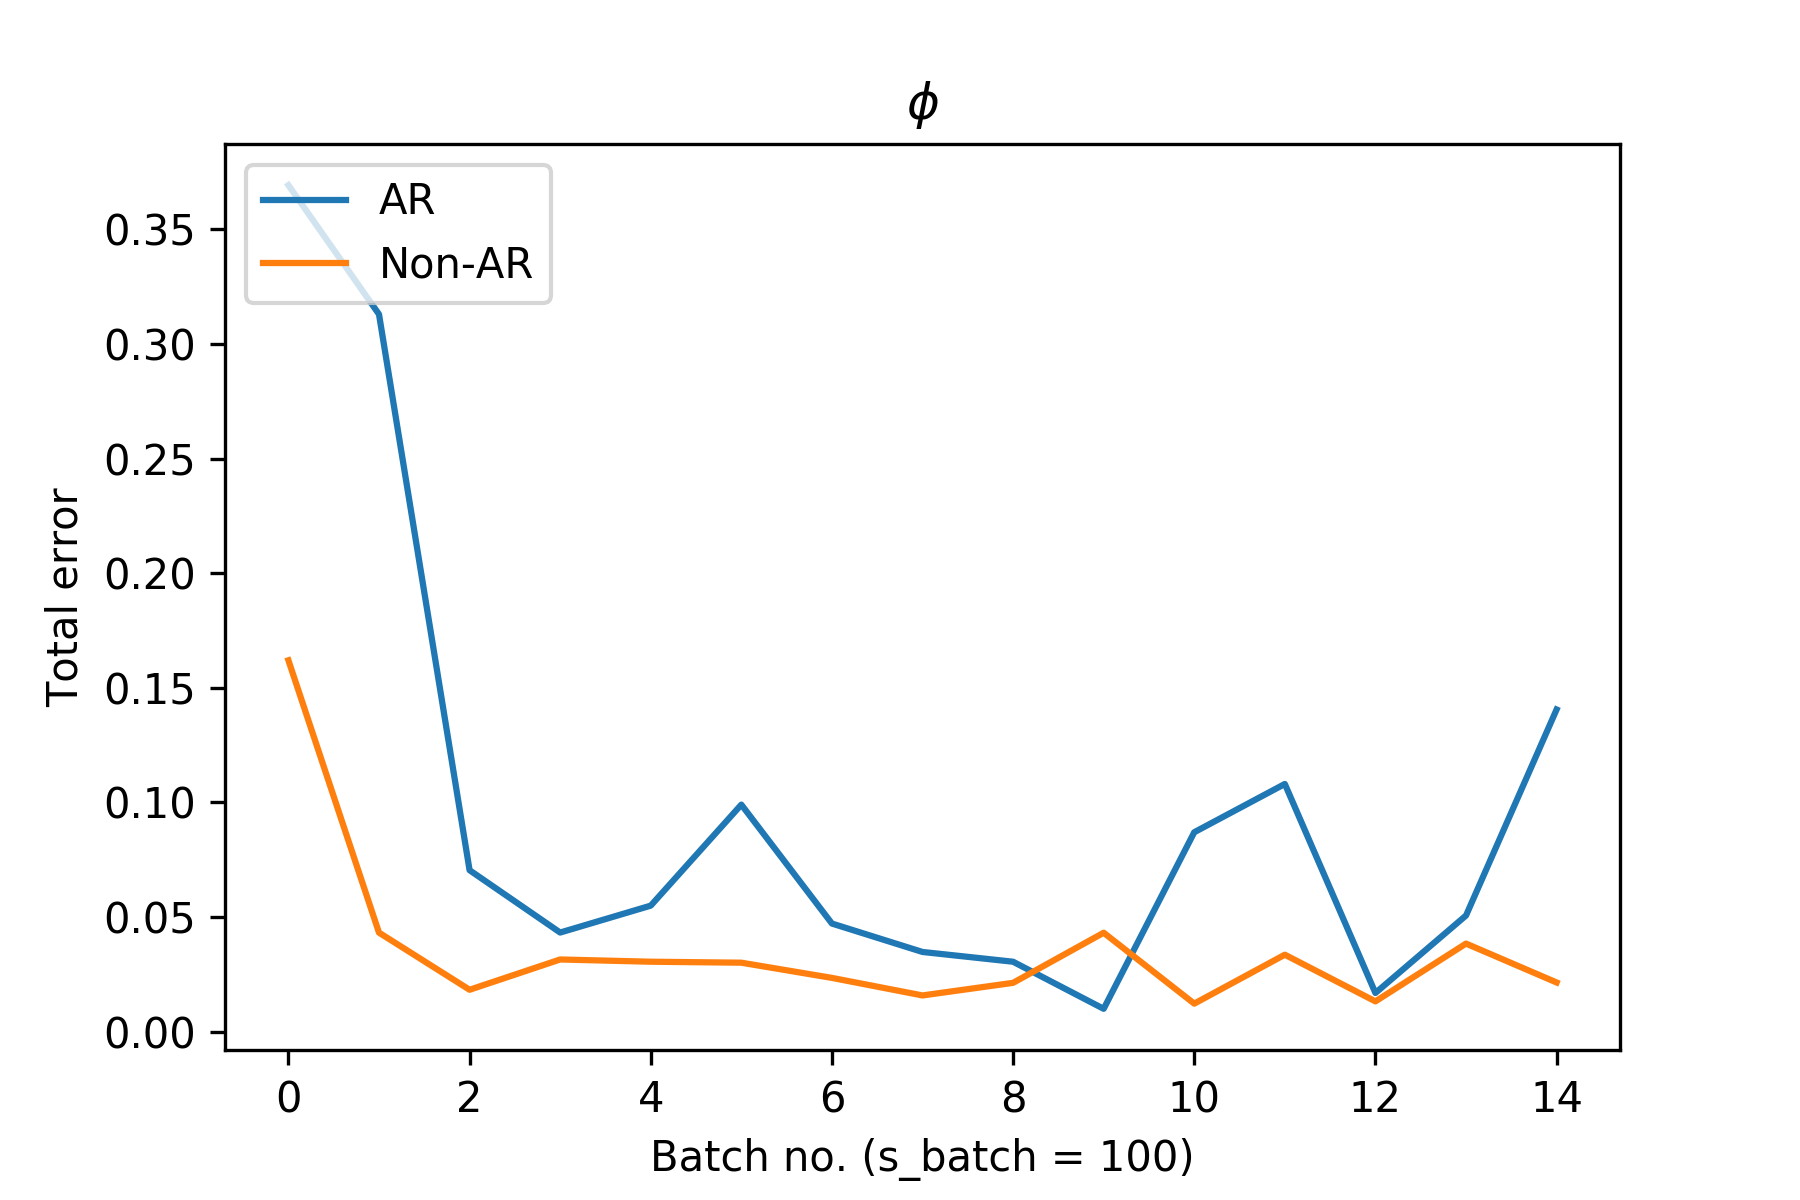 ϕ
AR
Non-AR
0.35
0.30
0.25
0.20
0.15
0.10
0.05
0.00
Total error
0 2 4 6 8 10 12 14
Batch no. (s_batch = 100)